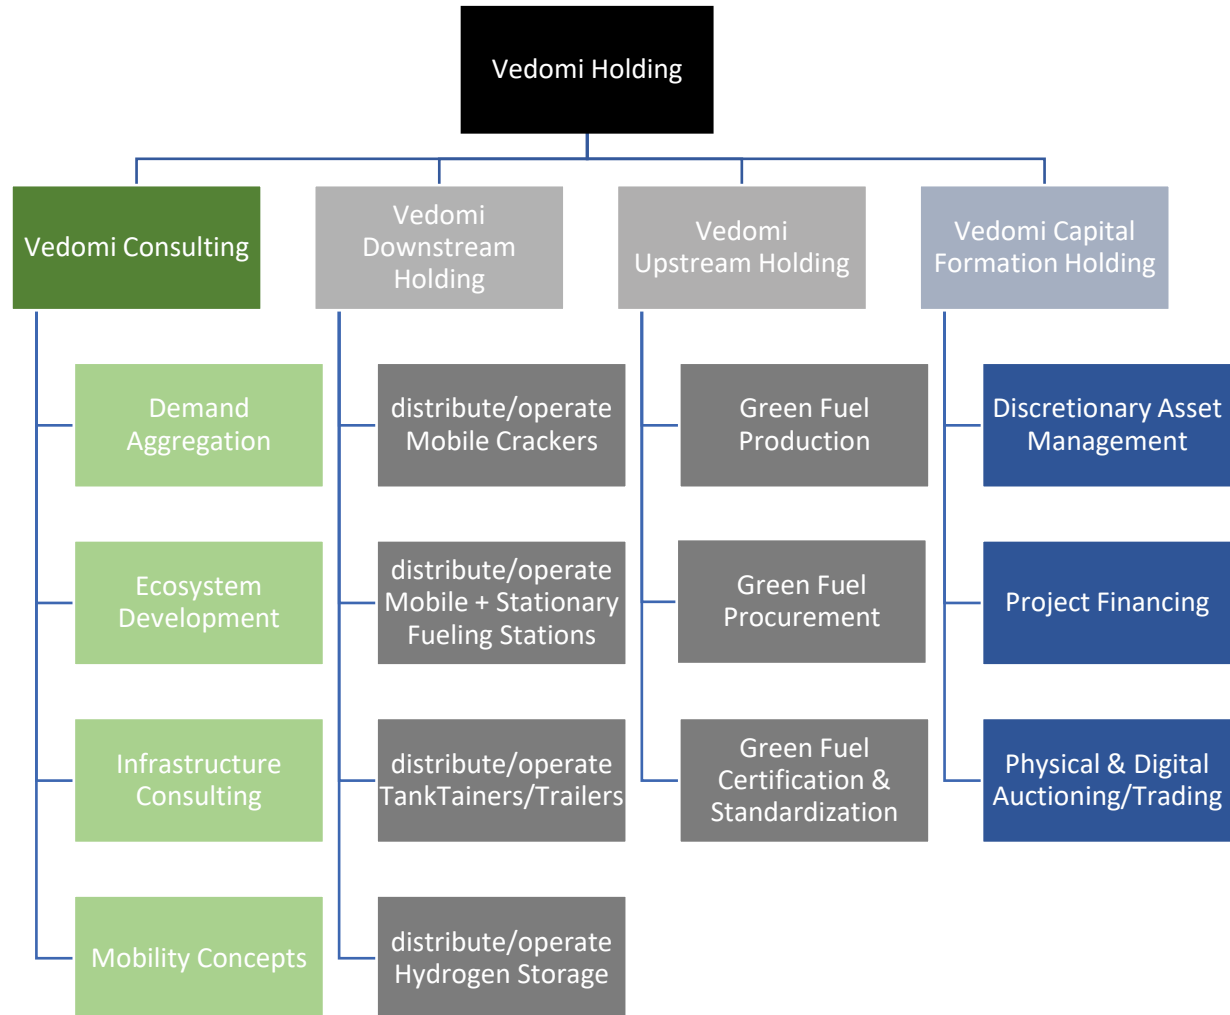 Vedomi Holding
Vedomi Consulting
Vedomi
Downstream
Holding
Vedomi
Upstream Holding
Vedomi Capital
Formation Holding
Demand
Aggregation
Ecosystem
Development
Infrastructure
Consulting
Mobility Concepts
distribute/operate
Mobile Crackers
distribute/operate
Mobile + Stationary
Fueling Stations
distribute/operate
TankTainers/Trailers
distribute/operate
Hydrogen Storage
Green Fuel
Production
Green Fuel
Procurement
Green Fuel
Certification &
Standardization
Discretionary Asset
Management
Project Financing
Physical & Digital
Auctioning/Trading